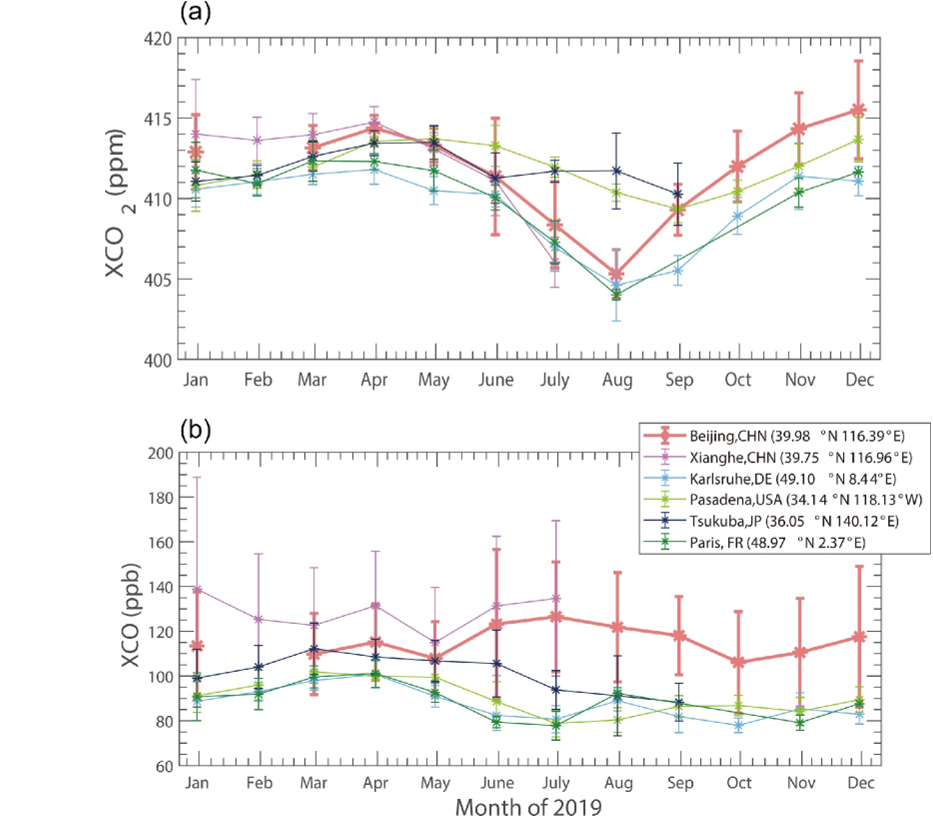 (a)
420
415
410
405
400
XCO 2 (ppm)
Jan Feb Mar Apr May June July Aug Sep Oct Nov Dec
(b)
Beijing,CHN (39.98 °N 116.39°E)
Xianghe,CHN (39.75 °N 116.96°E)
Karlsruhe,DE (49.10 °N 8.44°E)
Pasadena,USA (34.14 °N 118.13°W)
Tsukuba,JP (36.05 °N 140.12°E)
Paris, FR (48.97 °N 2.37°E)
200
180
160
140
120
100
80
60
XCO (ppb)
Jan Feb Mar Apr May June July Aug Sep Oct Nov Dec
Month of 2019